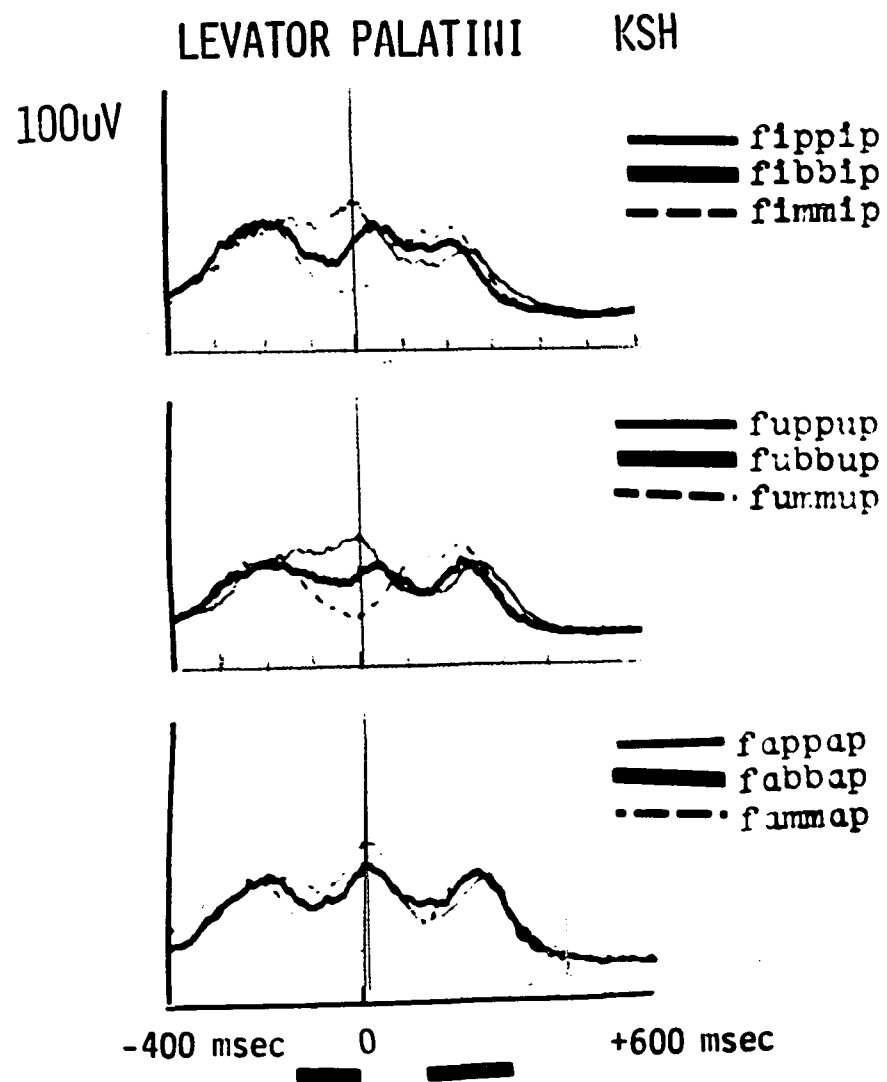 LEVATOR PALATINI KSH
100uV
fippip
fibbip
fimmip
fuppup
fubbup
fummup
fappap
fabbap
fammap
-400 msec 0 +600 msec